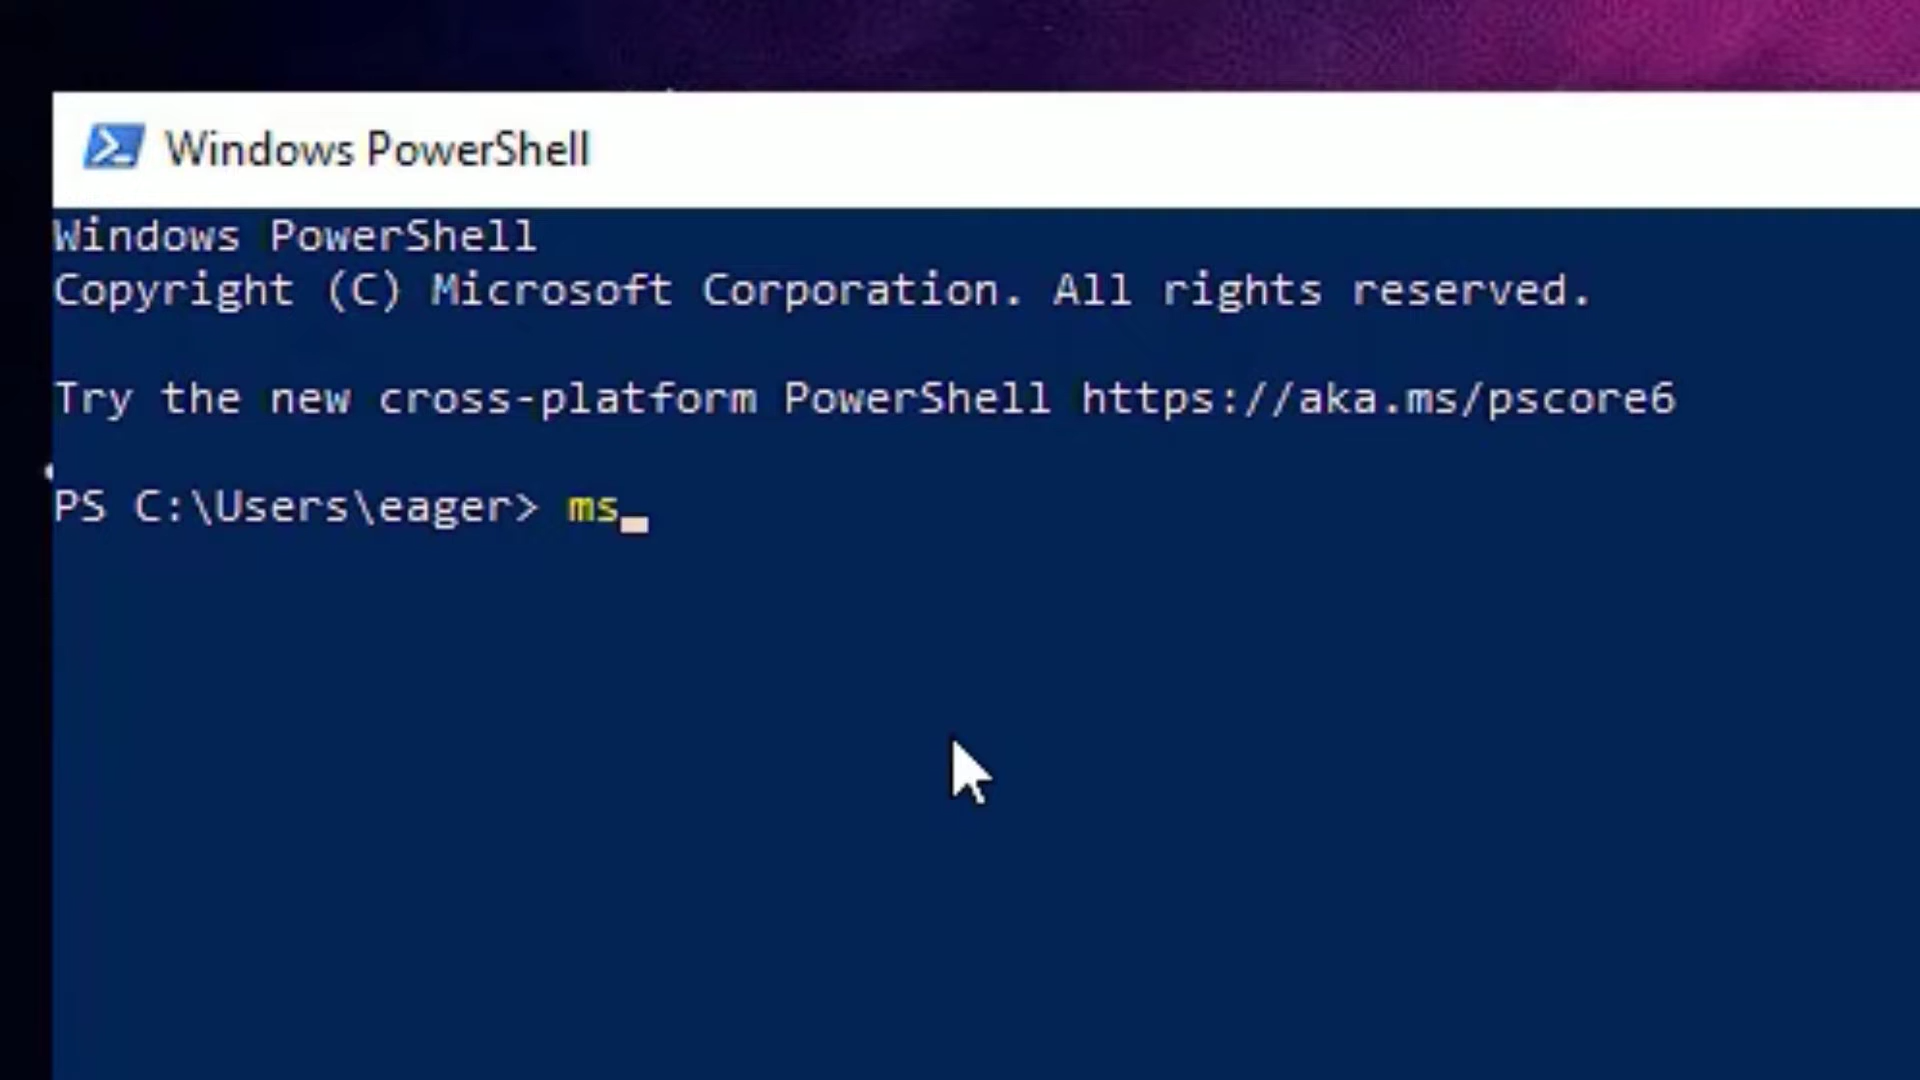 Windows PowerShell
Windows PowerShell
Copyright (C) Microsoft Corporation. All rights reserved.
Try the new cross-platform PowerShell https://aka.ms/pscore6
PS C:\Users\eager> ms_